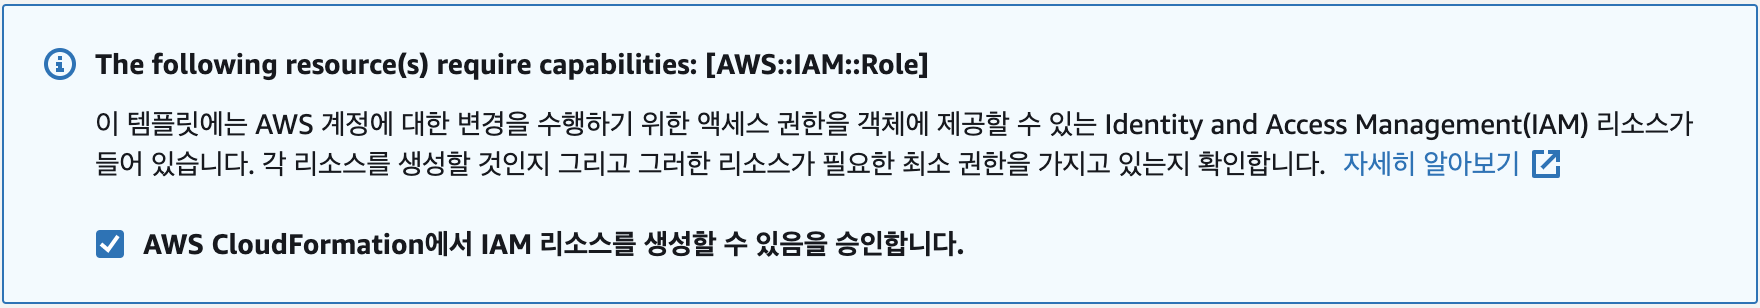 The following resource(s) require capabilities: [AWS::IAM::Role]
이 템플릿에는 AWS 계정에 대한 변경을 수행하기 위한 액세스 권한을 객체에 제공할 수 있는 Identity and Access Management(IAM) 리소스가
들어 있습니다. 각 리소스를 생성할 것인지 그리고 그러한 리소스가 필요한 최소 권한을 가지고 있는지 확인합니다. 자세히 알아보기
AWS CloudFormation에서 IAM 리소스를 생성할 수 있음을 승인합니다.